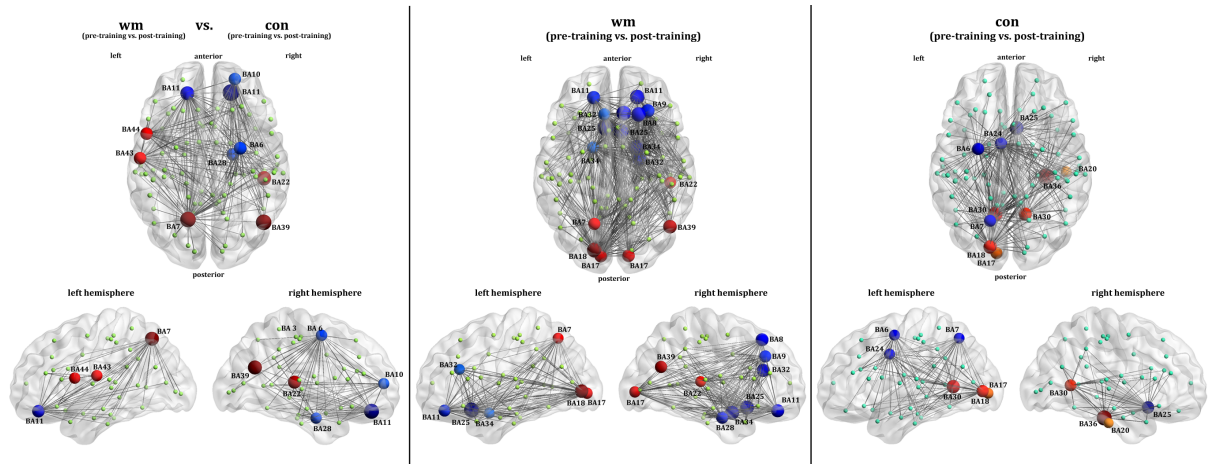 wm vs. con
(pre-training vs. post-training) (pre-training vs. post-training)
left anterior right
BA10
BA11 BA11
BA44
BA43 BA6
BA28
BA22
BA7 BA39
posterior
left hemisphere right hemisphere
BA7
BA44 BA43
BA11
BA 3 BA 6
BA39
BA22 BA10
BA28 BA11
wm
(pre-training vs. post-training)
anterior right
BA11 BA11
BA9
BA32 BA8
BA25 BA25
BA34 BA34
BA32
BA22
BA7 BA39
BA18
BA17 BA17
posterior
left hemisphere right hemisphere
BA7
BA32
BA18 BA17
BA11
BA25 BA34
BA8
BA39 BA9
BA32
BA17 BA22
BA25 BA11
BA28 BA34
con
(pre-training vs. post-training)
left anterior right
BA25
BA24
BA6
BA20
BA36
BA30 BA30
BA7
BA18
BA17
posterior
left hemisphere right hemisphere
BA6 BA7
BA24
BA17
BA30 BA18
BA30
BA25
BA36 BA20